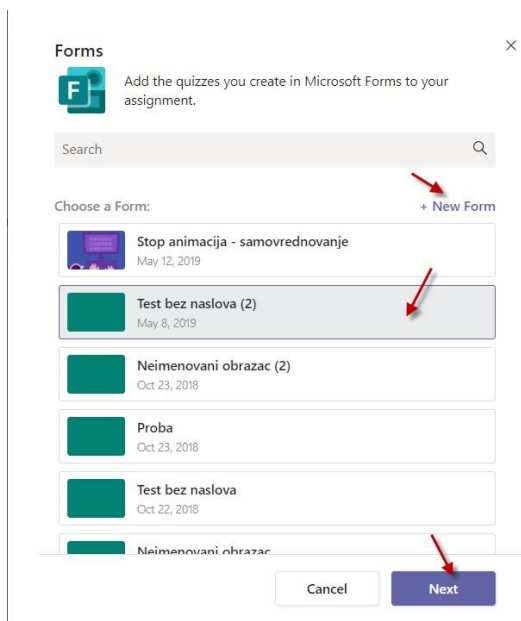 Forms
Add the quizzes you create in Microsoft Forms to your
assignment.
Search
Choose a Form:
+ New Form
Stop animacija - samovrednovanje
May 12, 2019
Test bez naslova (2)
May 8, 2019
Neimenovani obrazac (2)
Oct 23, 2018
Proba
Oct 23, 2018
Test bez naslova
Oct 22, 2018
Neimenovani obrazac
Cancel
Next